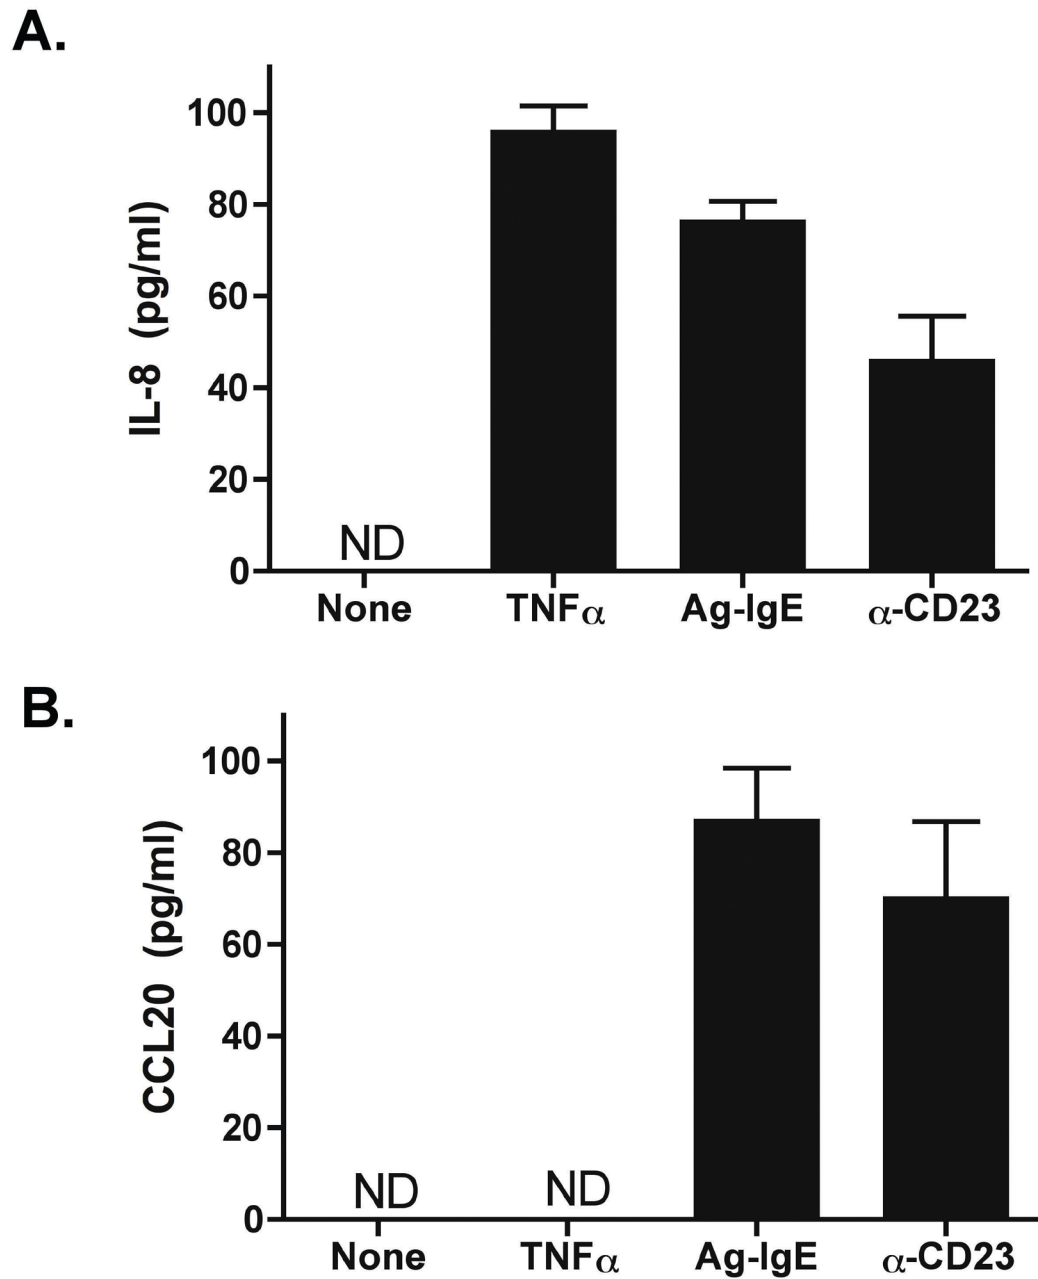 A.
IL-8 (pg/ml)
100
80
60
40
20
0
ND
None TNFα Ag-IgE α-CD23
B.
CCL20 (pg/ml)
100
80
60
40
20
0
ND ND
None TNFα Ag-IgE α-CD23